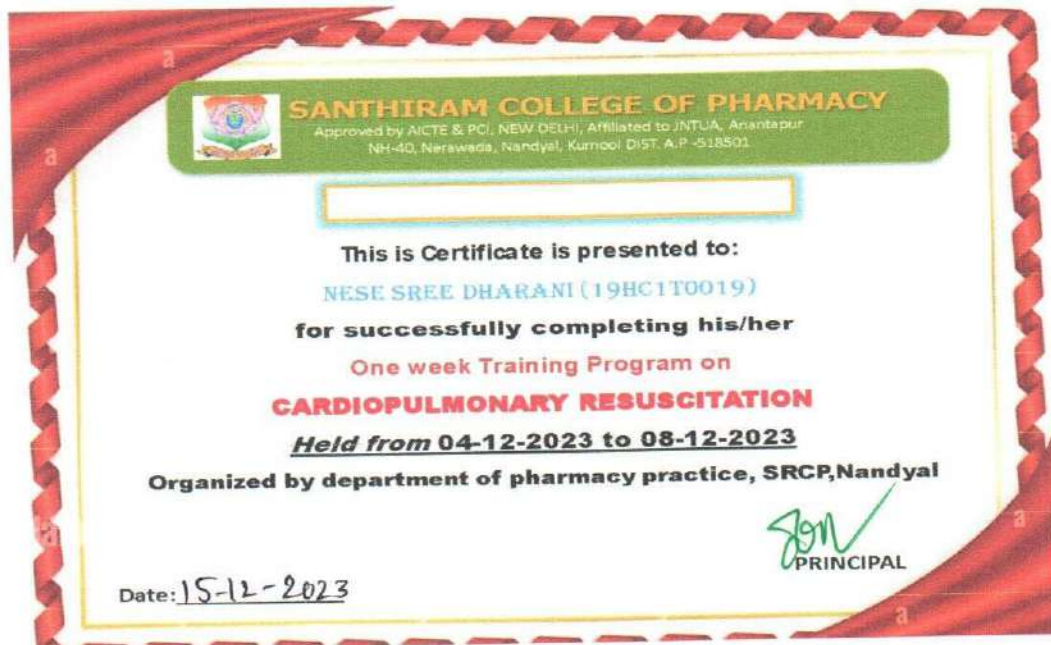 SANTHIRAM COLLEGE OF PHARMACY
Approved by AICTE & PCI, NEW DELHI, Affiliated to JNTUA, Anantapur
NH-40, Nerawada, Nandyal, Kurnool DIST. A.P -518501
This is Certificate is presented to:
NESE SREE DHARANI (19HC1T0019)
for successfully completing his/her
One week Training Program on
CARDIOPULMONARY RESUSCITATION
Held from 04-12-2023 to 08-12-2023
Organized by department of pharmacy practice, SRCP,Nandyal
PRINCIPAL
Date: 15-12-2023